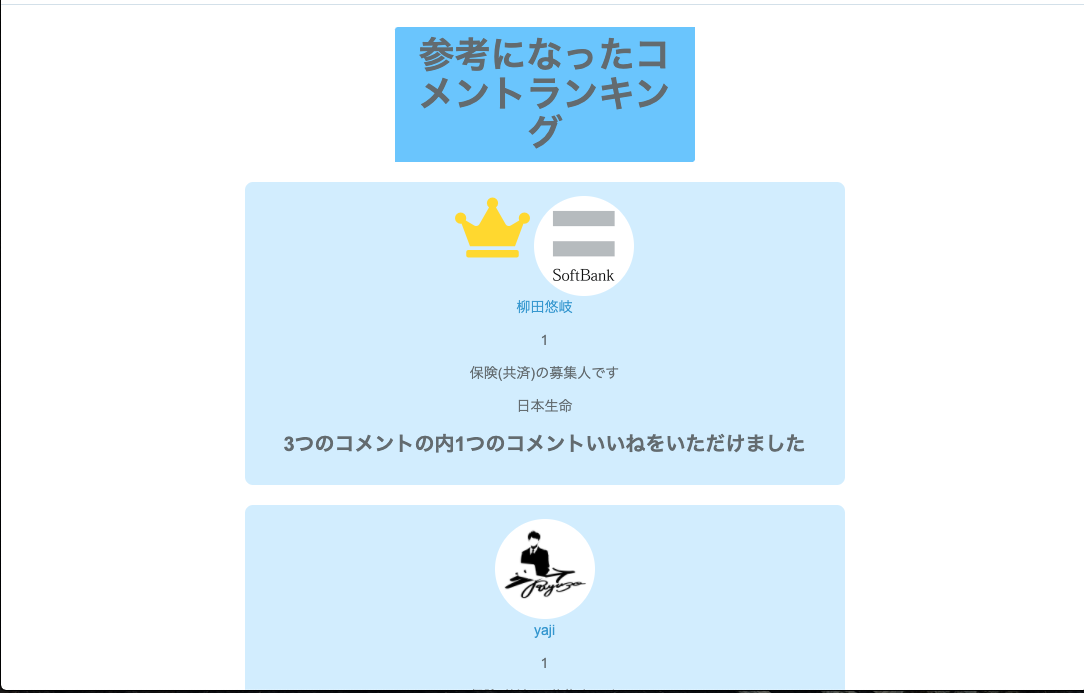 参考になったコ
メントランキン
グ
SoftBank
柳田悠岐
1
保険(共済)の募集人です
日本生命
3つのコメントの内1つのコメントいいねをいただけました
yaji
1